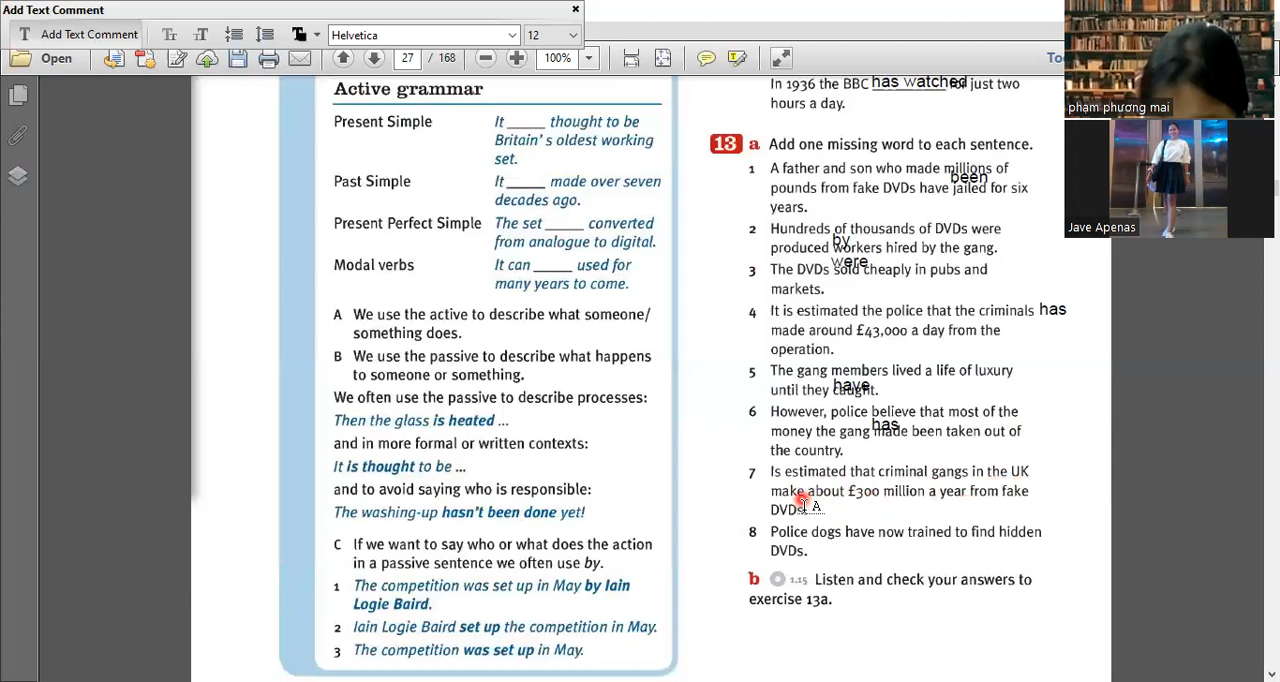 Add Text Comment
T Add Text Comment Helvetica 12
Open 27 / 168 100%
Active grammar
Present Simple It _____ thought to be
Britain's oldest working
set.
Past Simple It _____ made over seven
decades ago.
Present Perfect Simple The set _____ converted
from analogue to digital.
Modal verbs It can _____ used for
many years to come.
A We use the active to describe what someone/
something does.
B We use the passive to describe what happens
to someone or something.
We often use the passive to describe processes:
Then the glass is heated ...
and in more formal or written contexts:
It is thought to be ...
and to avoid saying who is responsible:
The washing-up hasn't been done yet!
C If we want to say who or what does the action
in a passive sentence we often use by.
1 The competition was set up in May by Iain
Logie Baird.
2 Iain Logie Baird set up the competition in May.
3 The competition was set up in May.
In 1936 the BBC has watched for just two
hours a day.
13 a Add one missing word to each sentence.
1 A father and son who made millions of
been
pounds from fake DVDs have jailed for six
years.
2 Hundreds of thousands of DVDs were
by
produced workers hired by the gang.
were
3 The DVDs sold cheaply in pubs and
markets.
4 It is estimated the police that the criminals has
made around £43,000 a day from the
operation.
5 The gang members lived a life of luxury
have
until they caught.
6 However, police believe that most of the
has
money the gang made been taken out of
the country.
7 Is estimated that criminal gangs in the UK
make about £300 million a year from fake
DVDs.
8 Police dogs have now trained to find hidden
DVDs.
b 1.15 Listen and check your answers to
exercise 13a.
pham phương mai
Jave Apenas